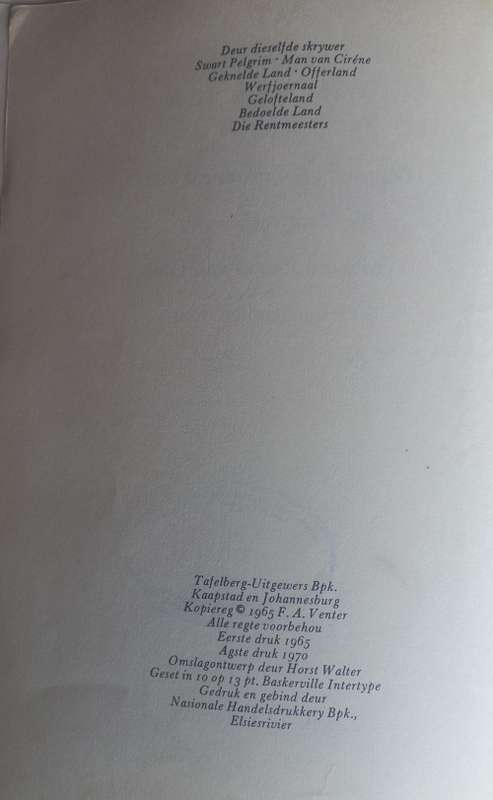 Deur dieselfde skrywer
Swart Pelgrim · Man van Ciréne
Geknelde Land · Offerland
Werfjoernaal
Gelofteland
Bedoelde Land
Die Rentmeesters
Tafelberg-Uitgewers Bpk.
Kaapstad en Johannesburg
Kopiereg © 1965 F. A. Venter
Alle regte voorbehou
Eerste druk 1965
Agste druk 1970
Omslagontwerp deur Horst Walter
Geset in 10 op 13 pt. Baskerville Intertype
Gedruk en gebind deur
Nasionale Handelsdrukkery Bpk.,
Elsiesrivier